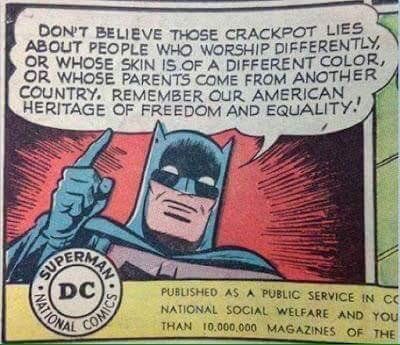 DON'T BELIEVE THOSE CRACKPOT LIES
ABOUT PEOPLE WHO WORSHIP DIFFERENTLY,
OR WHOSE SKIN IS OF A DIFFERENT COLOR,
OR WHOSE PARENTS COME FROM ANOTHER
COUNTRY. REMEMBER OUR AMERICAN
HERITAGE OF FREEDOM AND EQUALITY!
SUPERMAN
DC
NATIONAL COMICS
PUBLISHED AS A PUBLIC SERVICE IN CO
NATIONAL SOCIAL WELFARE AND YOU
THAN 10,000,000 MAGAZINES OF THE